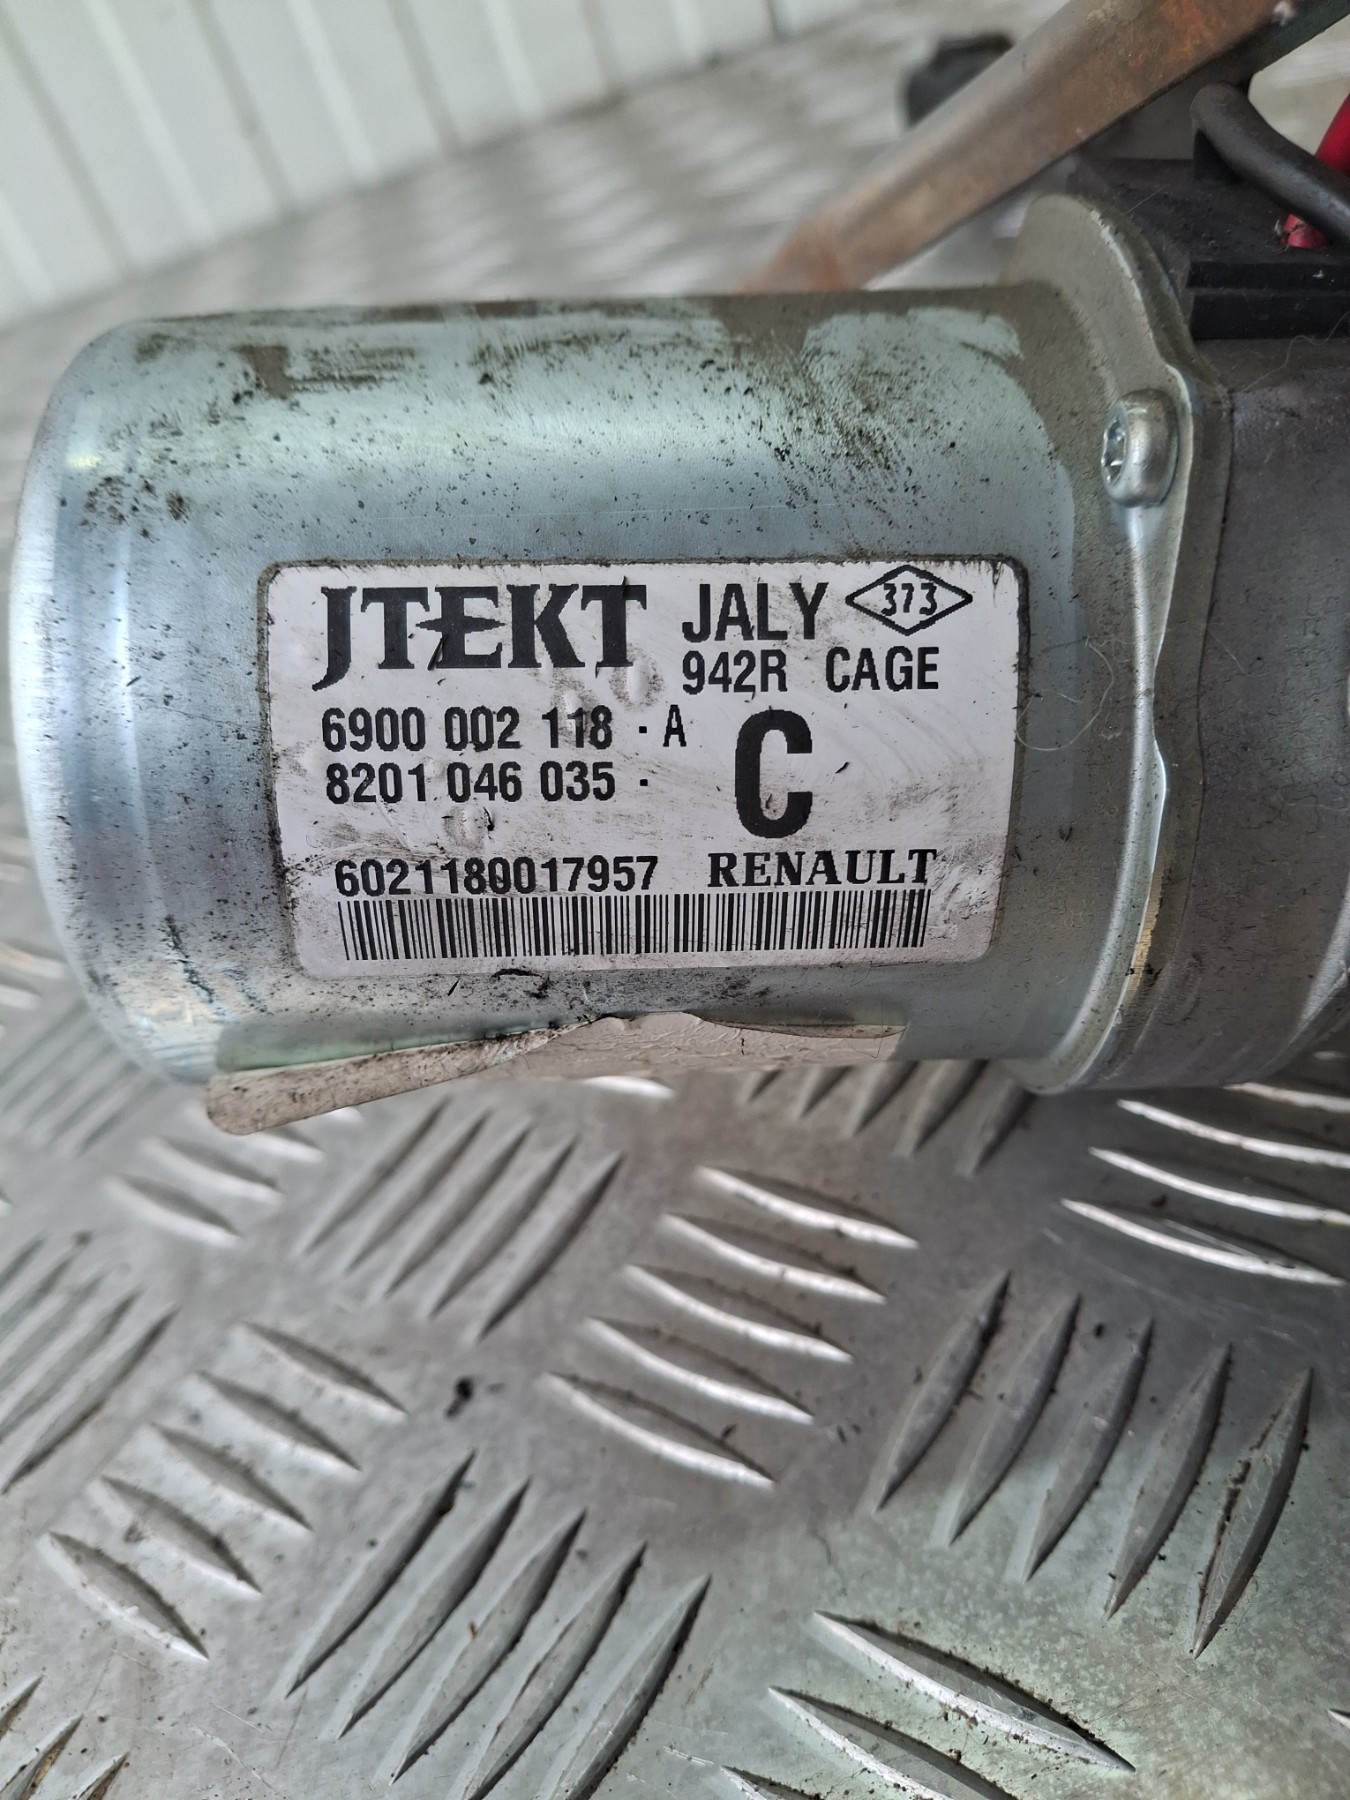 JTEKT JALY 373
942R CAGE
6900 002 118 - A
C
8201 046 035 -
6021180017957 RENAULT